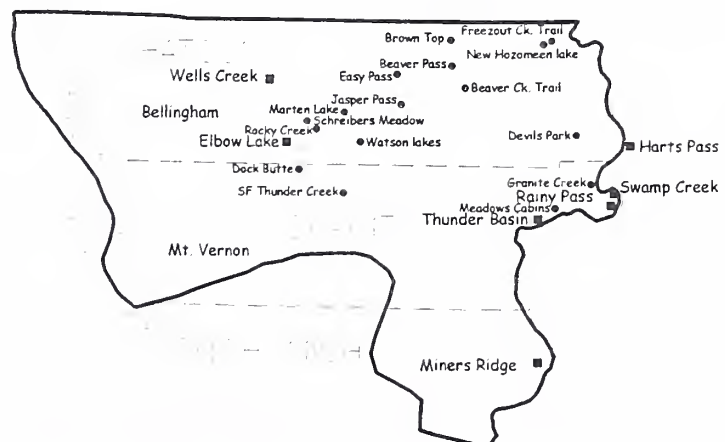 Freezout Ck. Trail
Brown Top
New Hozomeen lake
Beaver Pass
Easy Pass
Wells Creek
Beaver Ck. Trail
Jasper Pass
Marten Lake
Bellingham
Schreibers Meadow
Rocky Creek
Elbow Lake
Watson lakes
Devils Park
Harts Pass
Dock Butte
Granite Creek
Swamp Creek
SF Thunder Creek
Rainy Pass
Meadows Cabins
Thunder Basin
Mt. Vernon
Miners Ridge